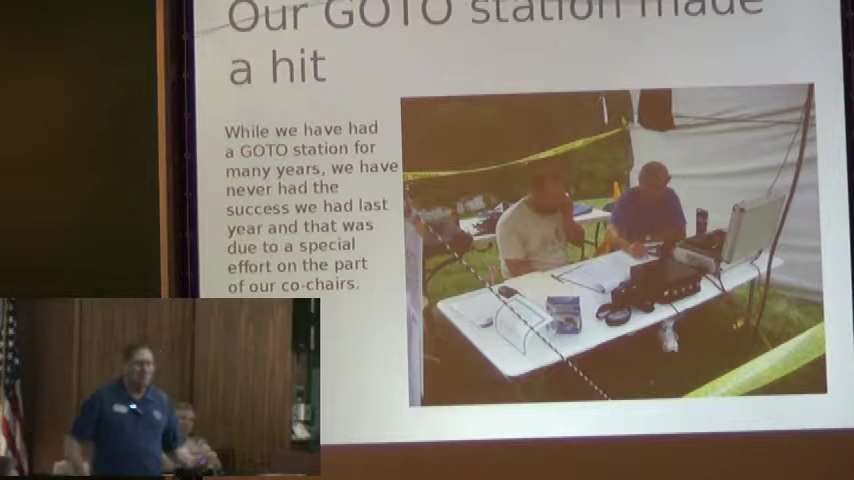 Our GOTO station made
a hit
While we have had
a GOTO station for
many years, we have
never had the
success we had last
year and that was
due to a special
effort on the part
of our co-chairs.